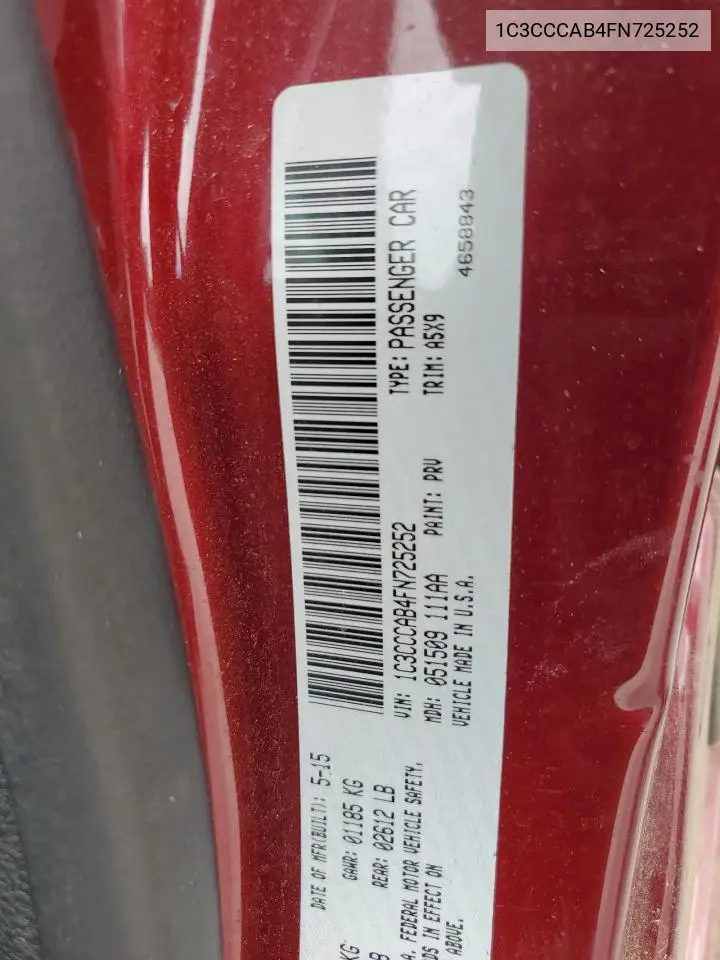 1C3CCCAB4FN725252
DATE OF MFR(BUILT): 5-15
GAWR: 01185 KG
REAR: 02612 LB
KG
FEDERAL MOTOR VEHICLE SAFETY,
IN EFFECT ON
ABOVE.
VIN: 1C3CCCAB4FN725252 TYPE: PASSENGER CAR
MDH: 051509 111AA PAINT: PRV TRIM: A5X9
VEHICLE MADE IN U.S.A. 4658843